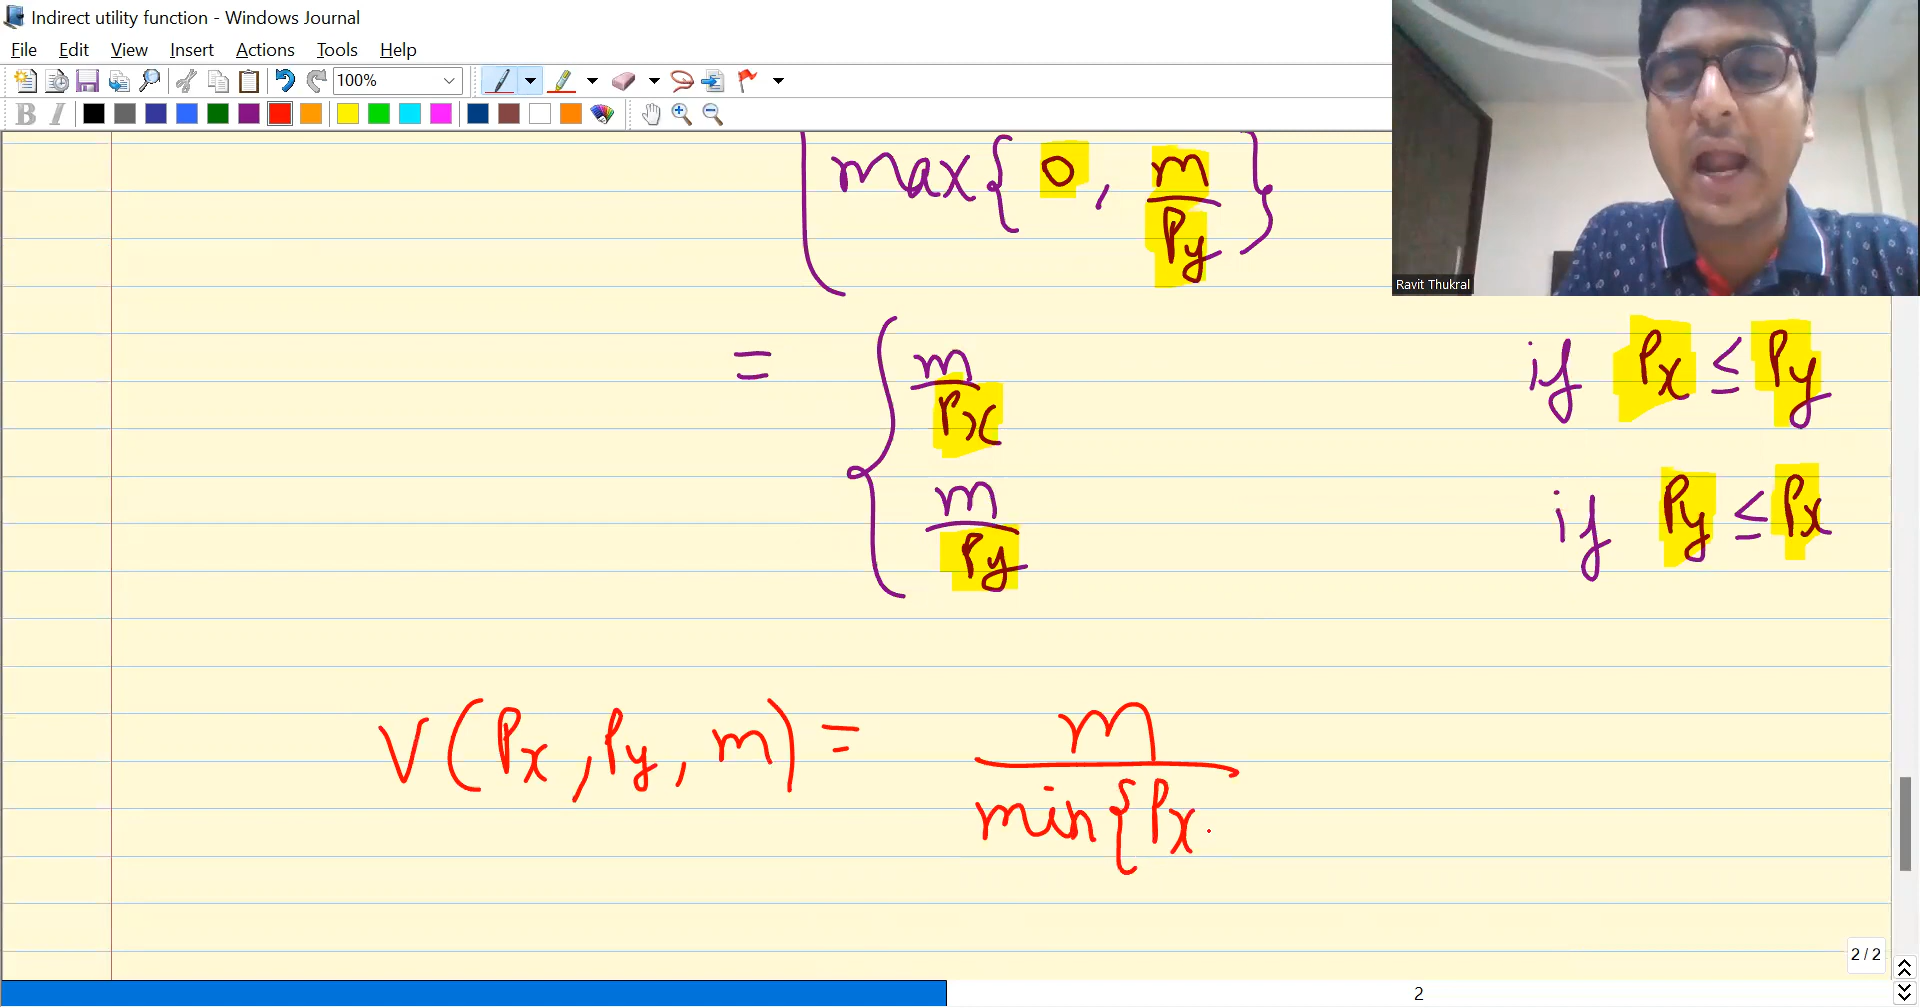 Indirect utility function - Windows Journal
File Edit View Insert Actions Tools Help
100%
B I
Ravit Thukral
max{ 0 , m/Py }
= { m/Px if Px ≤ Py
m/Py if Py ≤ Px
V(Px, Py, m) = m
min{Px
2 / 2
2